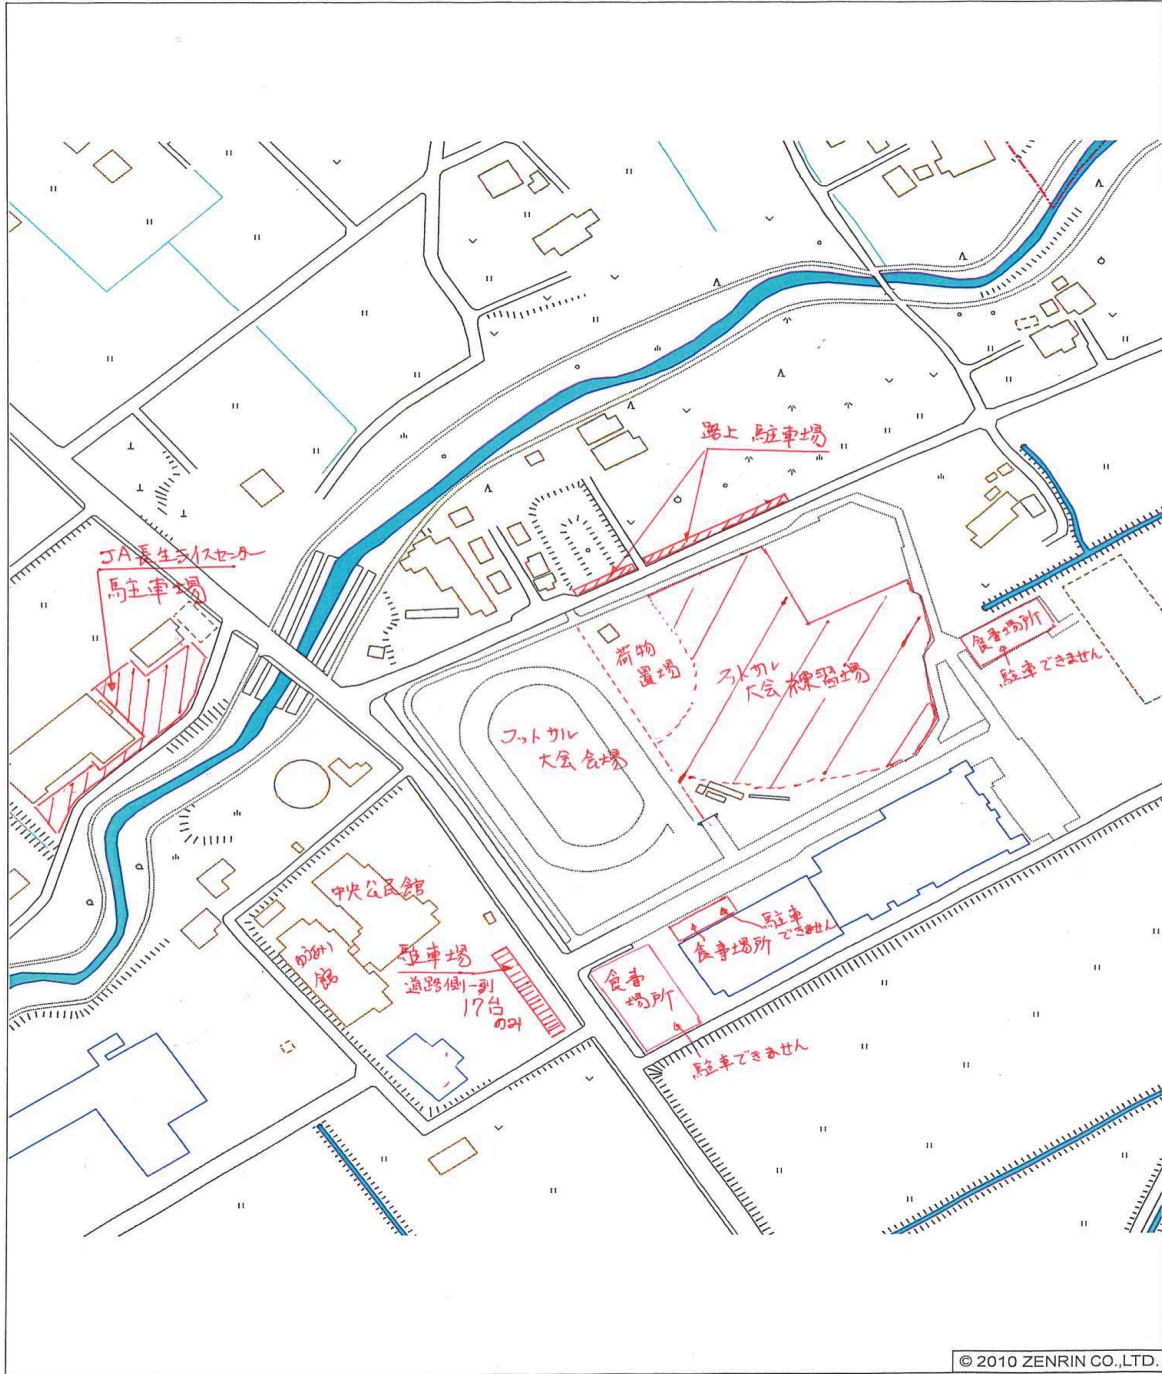 路上 駐車場
JA長生ライスセンター
駐車場
荷物
置場
フットサル
大会 練習場
食事場所
駐車できません
フットサル
大会 会場
中央公民館
館
駐車場
道路側一列
17台
のみ
駐車
できません
食事場所
食事
場所
駐車できません
© 2010 ZENRIN CO.,LTD.